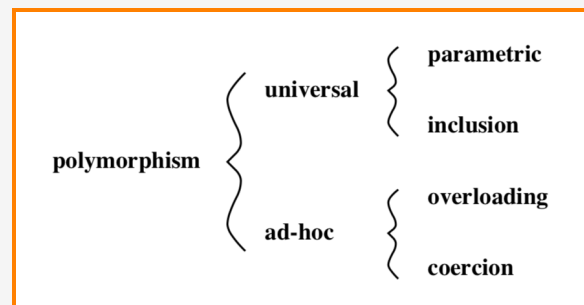 parametric
universal
inclusion
polymorphism
overloading
ad-hoc
coercion